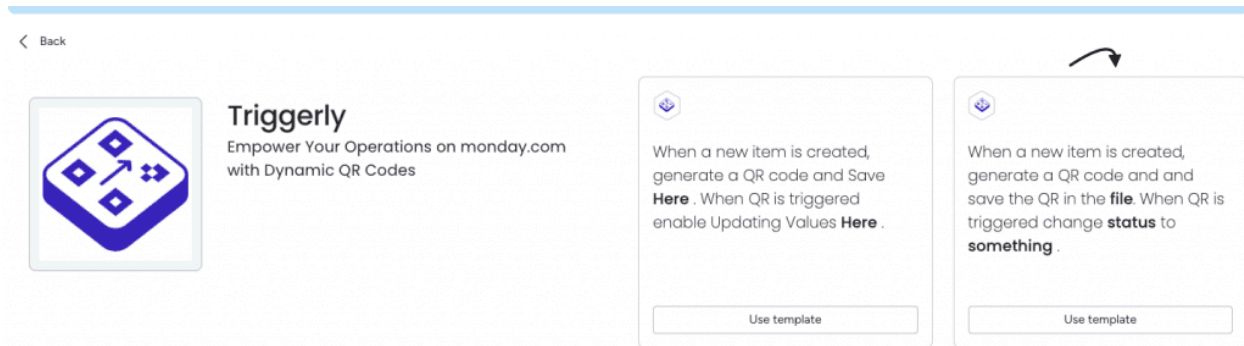 Back
Triggerly
Empower Your Operations on monday.com
with Dynamic QR Codes
When a new item is created,
generate a QR code and Save
Here . When QR is triggered
enable Updating Values Here .
Use template
When a new item is created,
generate a QR code and and
save the QR in the file. When QR is
triggered change status to
something .
Use template